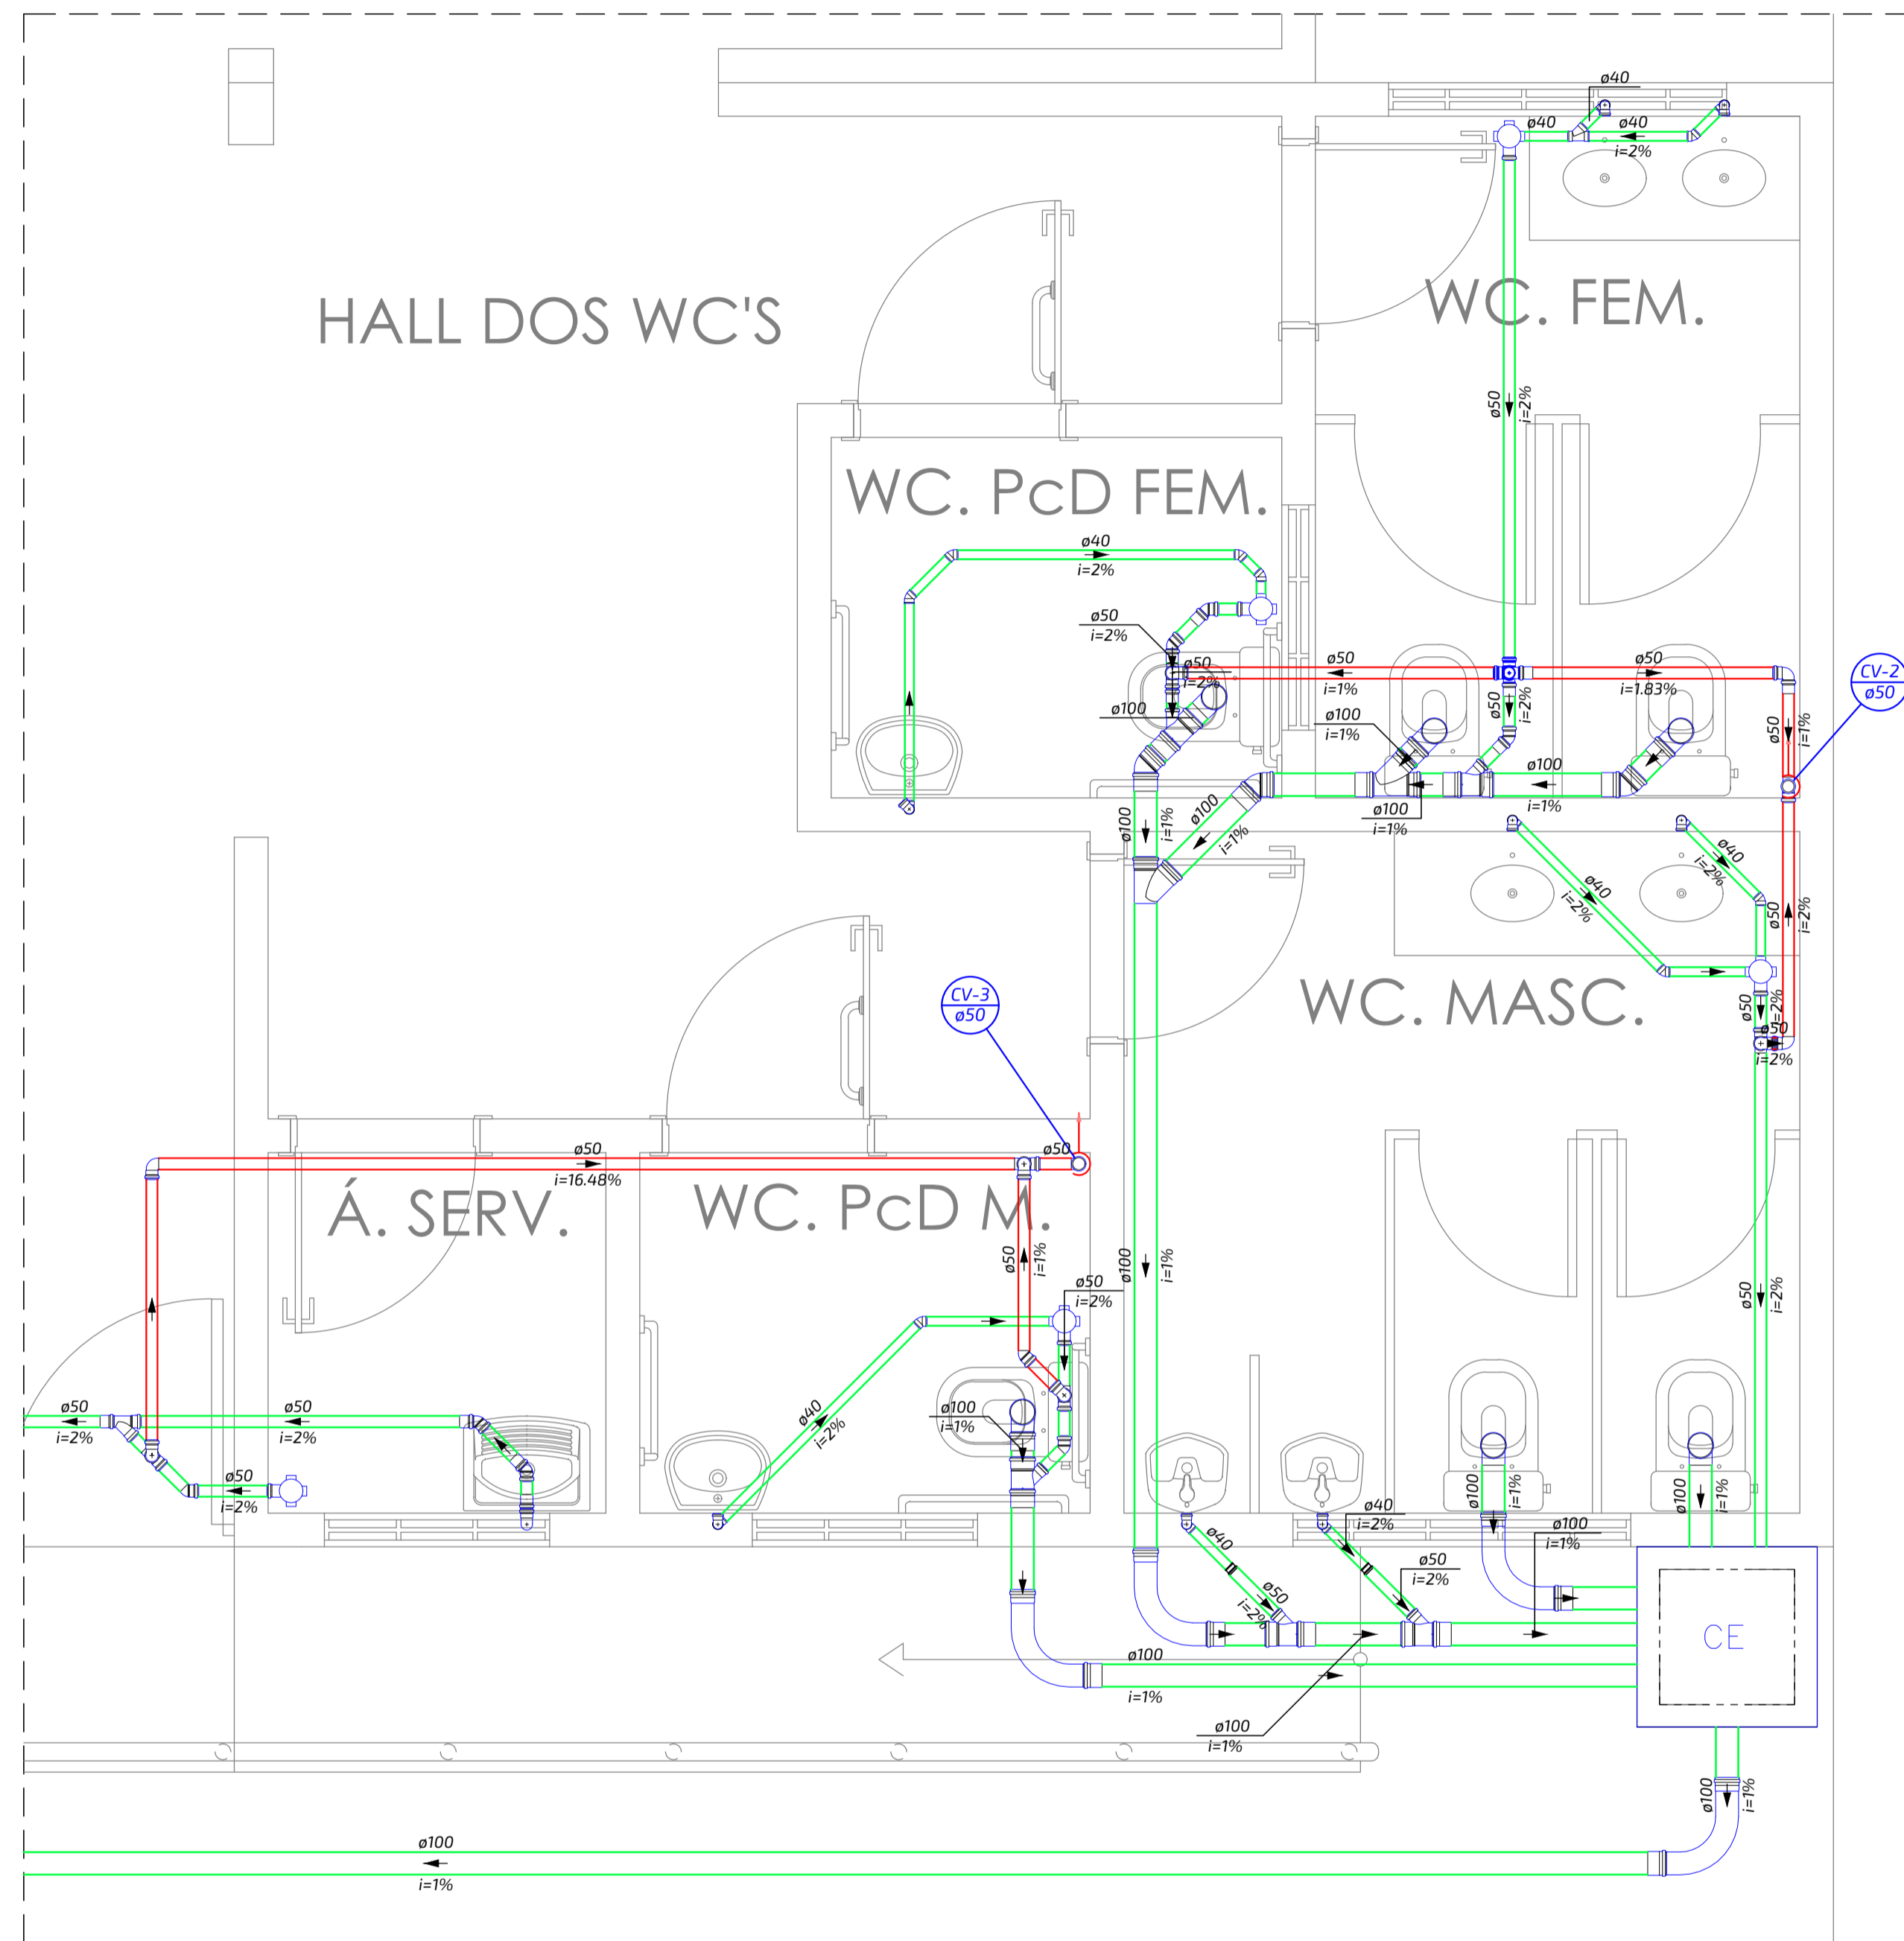 ø40
ø40
ø40
i=2%
HALL DOS WC'S
WC. FEM.
ø50
i=2%
WC. PcD FEM.
ø40
i=2%
ø50
i=2%
ø50
i=2%
ø50
i=1%
ø50
i=1.83%
CV-2
ø50
ø100
ø100
i=1%
ø50
i=2%
ø50
i=1%
ø100
i=1%
ø100
i=1%
ø100
i=1%
ø100
i=1%
ø40
i=2%
ø40
i=2%
ø50
i=2%
CV-3
ø50
WC. MASC.
ø50
i=2%
ø50
i=2%
ø50
i=16.48%
ø50
Á. SERV.
WC. PcD M.
ø50
i=1%
ø50
i=2%
ø100
i=1%
ø50
i=2%
ø50
i=2%
ø50
i=2%
ø40
i=2%
ø100
i=1%
ø50
i=2%
ø100
i=1%
ø100
i=1%
ø40
i=2%
ø100
i=1%
ø40
ø50
i=2%
ø50
i=2%
CE
ø100
i=1%
ø100
i=1%
ø100
i=1%
ø100
i=1%